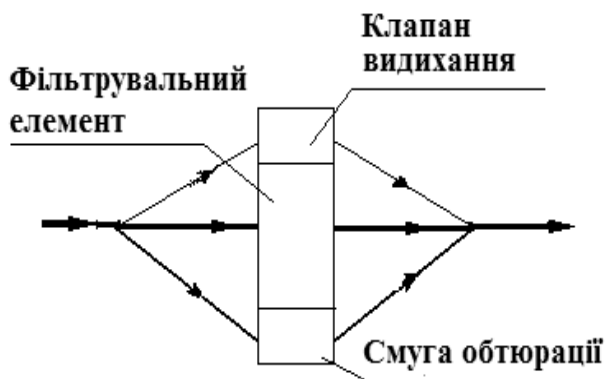 Клапан
видихання
Фільтрувальний
елемент
Смуга обтюрації